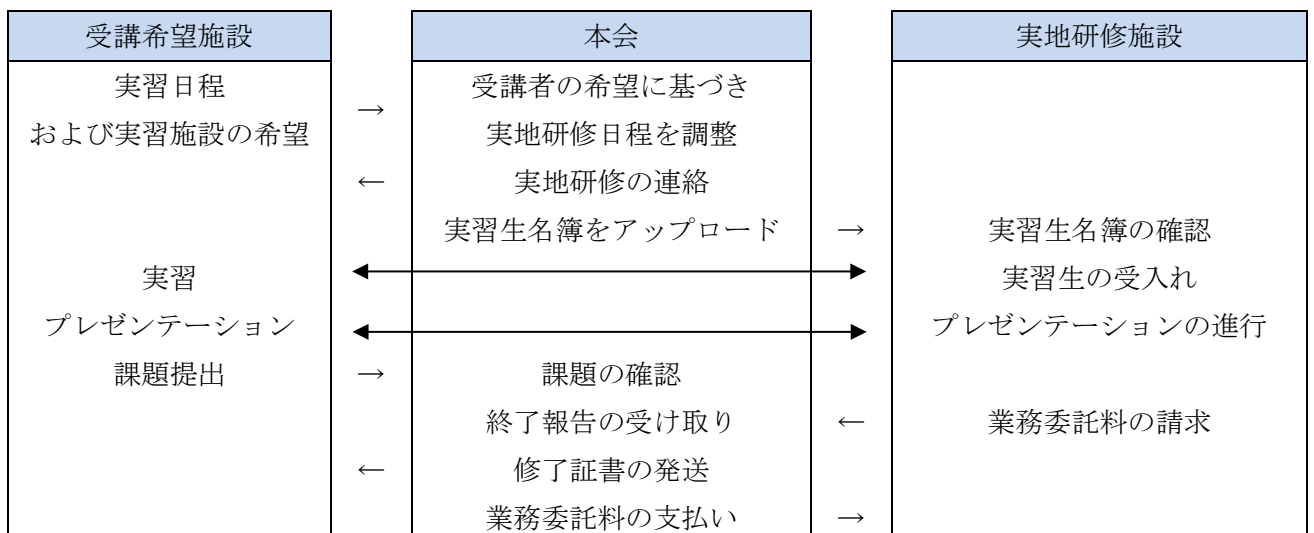 受講希望施設 本会 実地研修施設
実習日程 受講者の希望に基づき
→
および実習施設の希望 実地研修日程を調整
← 実地研修の連絡
実習生名簿をアップロード → 実習生名簿の確認
実習 実習生の受入れ
プレゼンテーション プレゼンテーションの進行
課題提出 → 課題の確認
終了報告の受け取り ← 業務委託料の請求
← 修了証書の発送
業務委託料の支払い →